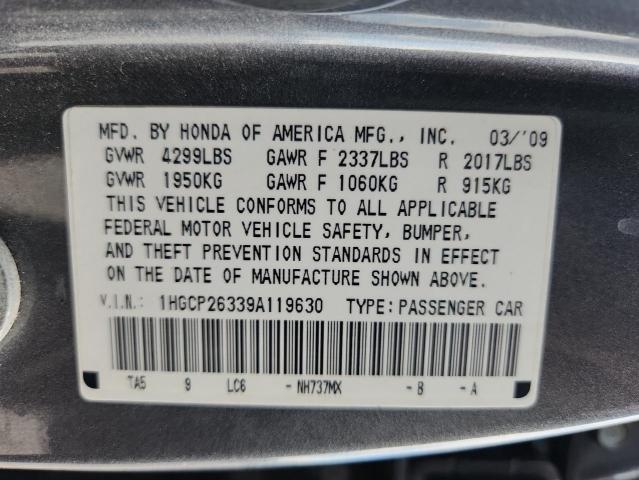 MFD. BY HONDA OF AMERICA MFG., INC. 03/'09
GVWR 4299LBS GAWR F 2337LBS R 2017LBS
GVWR 1950KG GAWR F 1060KG R 915KG
THIS VEHICLE CONFORMS TO ALL APPLICABLE
FEDERAL MOTOR VEHICLE SAFETY, BUMPER,
AND THEFT PREVENTION STANDARDS IN EFFECT
ON THE DATE OF MANUFACTURE SHOWN ABOVE.
V.I.N.: 1HGCP26339A119630 TYPE: PASSENGER CAR
TA5 9 LC6 -NH737MX -B -A